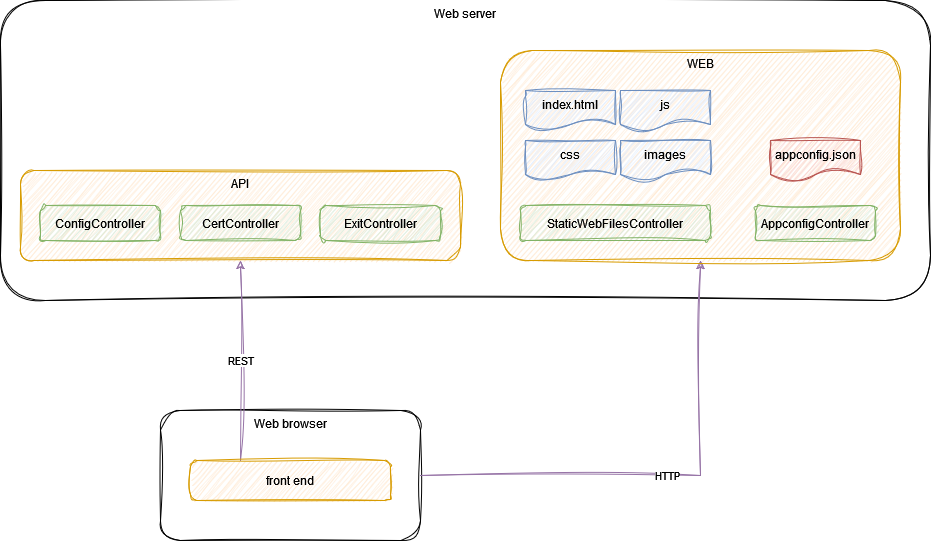 Web server
WEB
index.html
js
css
images
appconfig.json
API
ConfigController
CertController
ExitController
StaticWebFilesController
AppconfigController
REST
Web browser
front end
HTTP